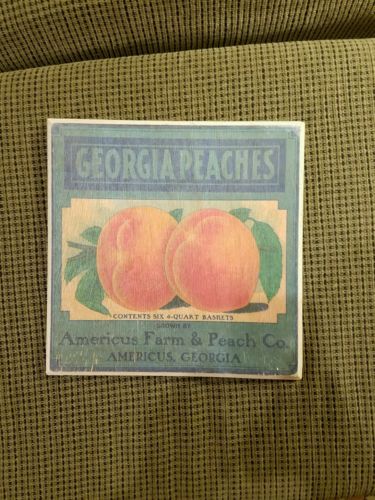 GEORGIA PEACHES
CONTENTS SIX 4-QUART BASKETS
GROWN BY
Americus Farm & Peach Co.
AMERICUS, GEORGIA